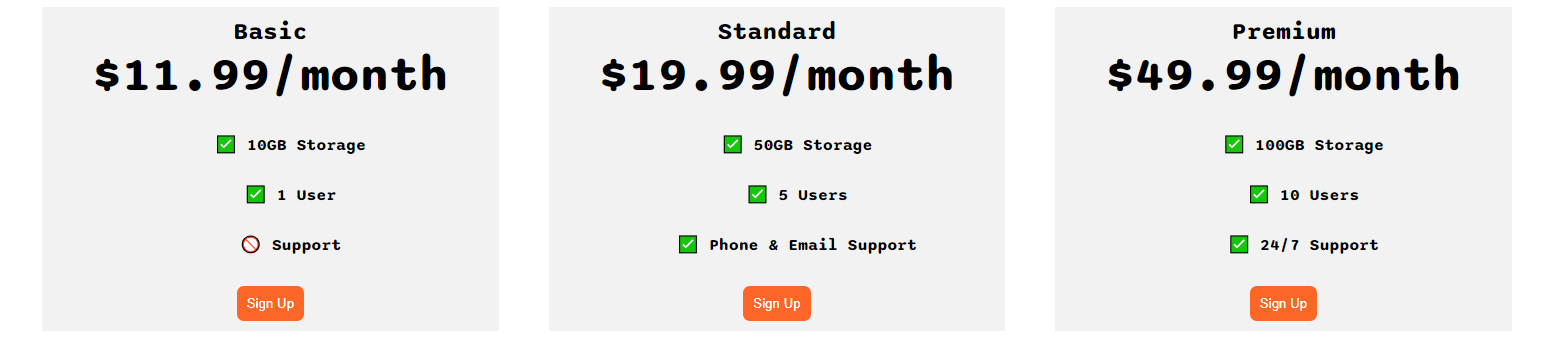 Basic
$11.99/month
✅ 10GB Storage
✅ 1 User
🚫 Support
Sign Up
Standard
$19.99/month
✅ 50GB Storage
✅ 5 Users
✅ Phone & Email Support
Sign Up
Premium
$49.99/month
✅ 100GB Storage
✅ 10 Users
✅ 24/7 Support
Sign Up